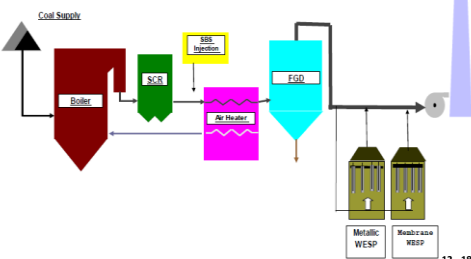 Coal Supply
SBS
Injection
SCR
FGD
Boiler
Air Heater
Metallic
WESP
Membrane
WESP